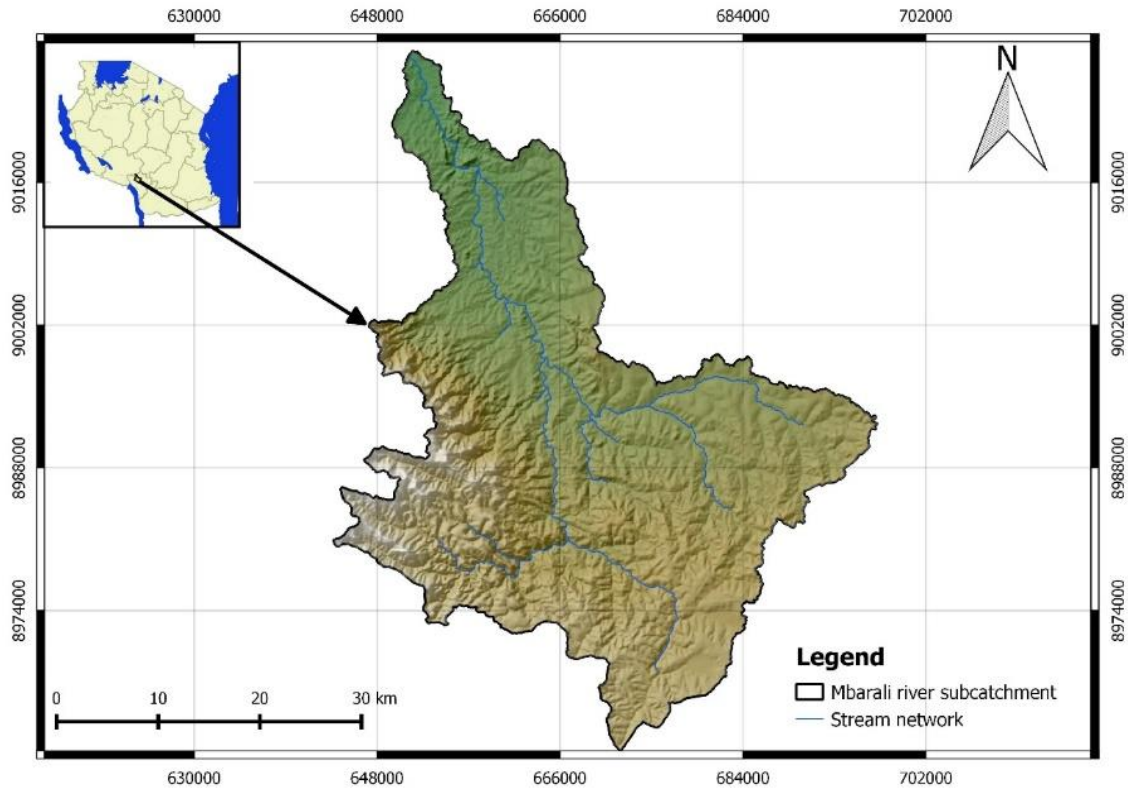 630000 648000 666000 684000 702000
N
9016000 9016000
9002000 9002000
8988000 8988000
8974000 8974000
Legend
Mbarali river subcatchment
Stream network
0 10 20 30 km
630000 648000 666000 684000 702000